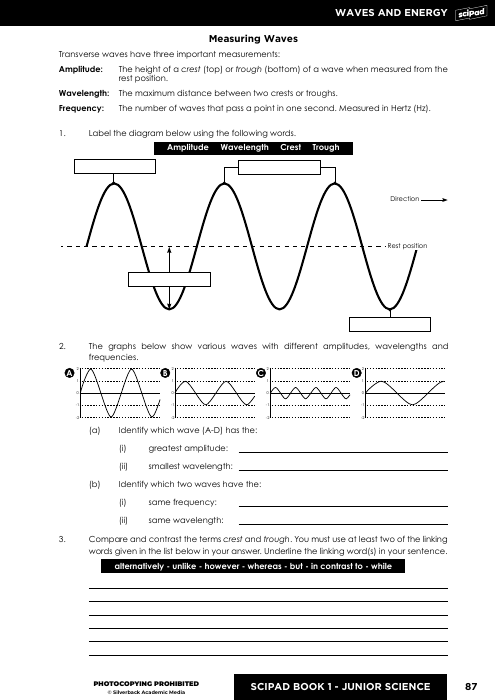 WAVES AND ENERGY
scipad
Measuring Waves
Transverse waves have three important measurements:
Amplitude: The height of a crest (top) or trough (bottom) of a wave when measured from the
rest position.
Wavelength: The maximum distance between two crests or troughs.
Frequency: The number of waves that pass a point in one second. Measured in Hertz (Hz).
1. Label the diagram below using the following words.
Amplitude Wavelength Crest Trough
Direction
Rest position
2. The graphs below show various waves with different amplitudes, wavelengths and
frequencies.
A B C D
(a) Identify which wave (A-D) has the:
(i) greatest amplitude:
(ii) smallest wavelength:
(b) Identify which two waves have the:
(i) same frequency:
(ii) same wavelength:
3. Compare and contrast the terms crest and trough. You must use at least two of the linking
words given in the list below in your answer. Underline the linking word(s) in your sentence.
alternatively - unlike - however - whereas - but - in contrast to - while
PHOTOCOPYING PROHIBITED
© Silverback Academic Media
SCIPAD BOOK 1 - JUNIOR SCIENCE
87